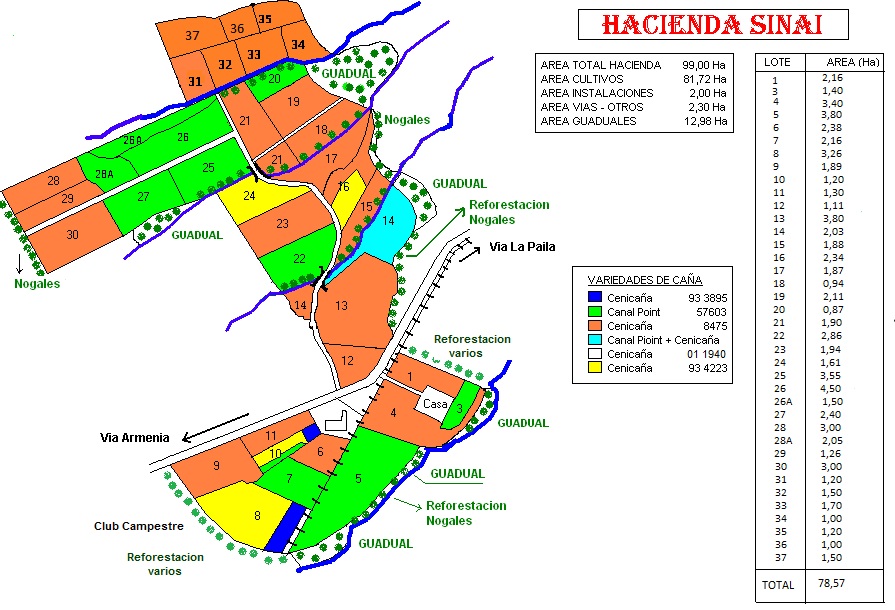 HACIENDA SINAI
AREA TOTAL HACIENDA 99,00 Ha
AREA CULTIVOS 81,72 Ha
AREA INSTALACIONES 2,00 Ha
AREA VIAS - OTROS 2,30 Ha
AREA GUADUALES 12,98 Ha
LOTE AREA (Ha)
1 2,16
3 1,40
4 3,40
5 3,80
6 2,38
7 2,16
8 3,26
9 1,89
10 1,20
11 1,30
12 1,11
13 3,80
14 2,03
15 1,88
16 2,34
17 1,87
18 0,94
19 2,11
20 0,87
21 1,90
22 2,86
23 1,94
24 1,61
25 3,55
26 4,50
26A 1,50
27 2,40
28 3,00
28A 2,05
29 1,26
30 3,00
31 1,20
32 1,50
33 1,70
34 1,00
35 1,20
36 1,00
37 1,50
TOTAL 78,57
VARIEDADES DE CAÑA
Cenicaña 93 3895
Canal Point 57603
Cenicaña 8475
Canal Pioint + Cenicaña
Cenicaña 01 1940
Cenicaña 93 4223
35
36
37
34
33
32
31
20
GUADUAL
19
21
18
Nogales
26
26A
17
21
28A
25
28
16
GUADUAL
24
27
29
15
Reforestacion
Nogales
14
23
30
GUADUAL
Via La Paila
22
Nogales
14
13
Reforestacion
varios
12
1
Casa
3
4
GUADUAL
Via Armenia
11
6
10
9
7
5
GUADUAL
Reforestacion
Nogales
8
Club Campestre
GUADUAL
Reforestacion
varios